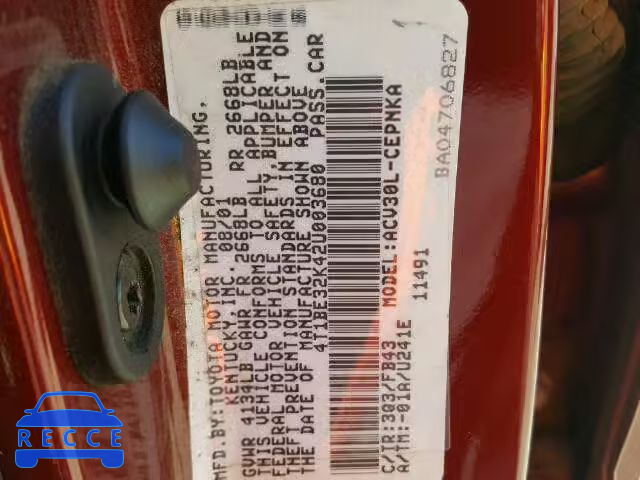 MFD.BY:TOYOTA MOTOR MANUFACTURING,
KENTUCKY,INC. 08/01
GVWR 4134LB GAWR FR 2668LB RR 2668LB
THIS VEHICLE CONFORMS TO ALL APPLICABLE
FEDERAL MOTOR VEHICLE SAFETY,BUMPER AND
THEFT PREVENTION STANDARDS IN EFFECT ON
THE DATE OF MANUFACTURE SHOWN ABOVE
4T1BE32K42U003680 PASS.CAR
MODEL:ACV30L-CEPNKA
11491
C/TR:3Q3/FB43
A/TM:-01A/U241E
BA04706827
RECCE